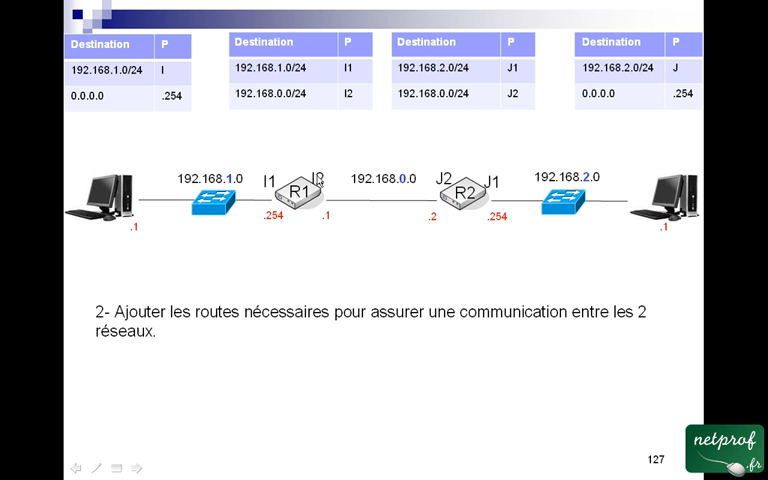 Destination P
192.168.1.0/24 I
0.0.0.0 .254
Destination P
192.168.1.0/24 I1
192.168.0.0/24 I2
Destination P
192.168.2.0/24 J1
192.168.0.0/24 J2
Destination P
192.168.2.0/24 J
0.0.0.0 .254
192.168.1.0 I1 I2 192.168.0.0 J2 J1 192.168.2.0
R1 R2
.1 .254 .1 .2 .254 .1
2- Ajouter les routes nécessaires pour assurer une communication entre les 2
réseaux.
127
netprof
.fr